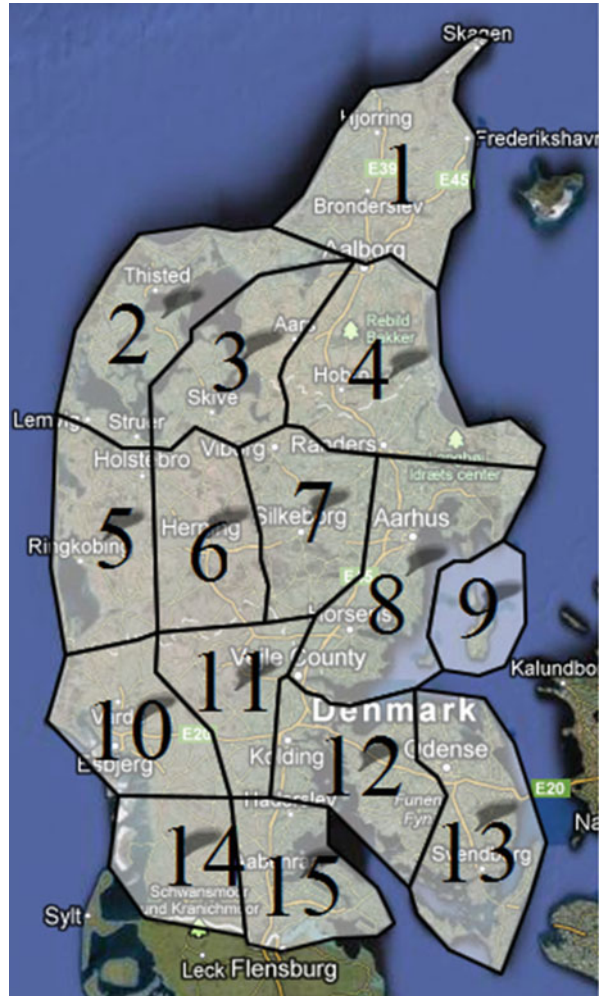 Skagen
Hjorring
Frederikshavn
E39
1
E45
Bronderslev
Aalborg
Thisted
2
Rebild
Bakker
Aars
3
4
Hobro
Skive
Lemvig
Struer
Viborg
Randers
Holstebro
Idræts center
7
Silkeborg
Aarhus
5
Herning
6
Ringkobing
8
9
Horsens
Vejle County
Kalundbo
11
Denmark
Vard
10
E20
Kolding
12
Odense
Esbjerg
E20
Na
Haderslev
Funen
Fyn
13
14
Svendborg
Aabenraa
15
Schwansmoor
und Kranichmoor
Sylt
Leck
Flensburg